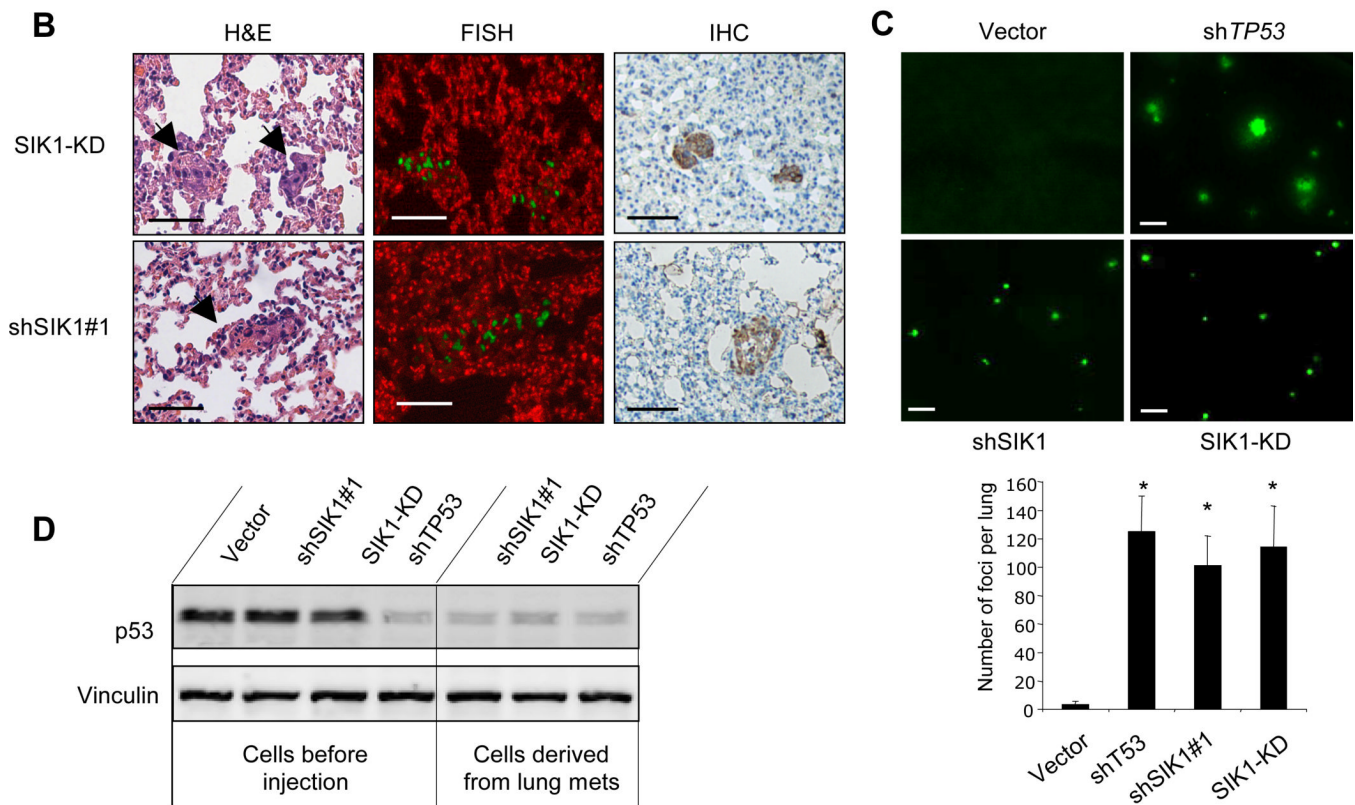 B
H&E
FISH
IHC
SIK1-KD
shSIK1#1
C
Vector
shTP53
shSIK1
SIK1-KD
Number of foci per lung
160
140
120
100
80
60
40
20
0
*
*
*
Vector
shT53
shSIK1#1
SIK1-KD
D
Vector
shSIK1#1
SIK1-KD
shTP53
shSIK1#1
SIK1-KD
shTP53
p53
Vinculin
Cells before
injection
Cells derived
from lung mets